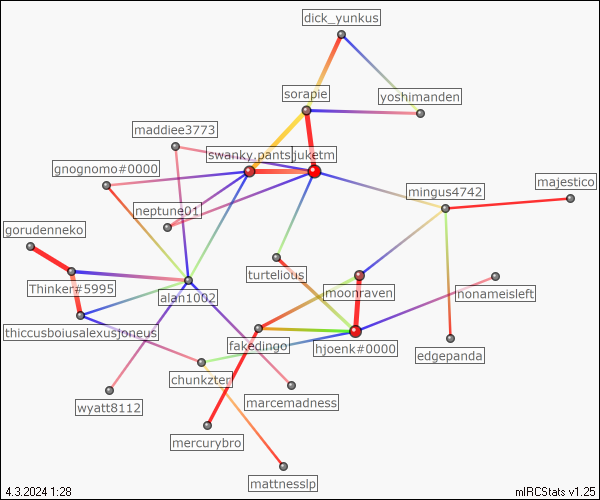 dick_yunkus
sorapie
yoshimanden
maddiee3773
swanky.pants
juketm
gnognomo#0000
majestico
mingus4742
neptune01
gorudenneko
turtelious
Thinker#5995
moonraven
nonameisleft
alan1002
thiccusboiusalexusjoneus
fakedingo
hjoenk#0000
edgepanda
chunkzter
marcemadness
wyatt8112
mercurybro
mattnesslp
4.3.2024 1:28
mIRCStats v1.25